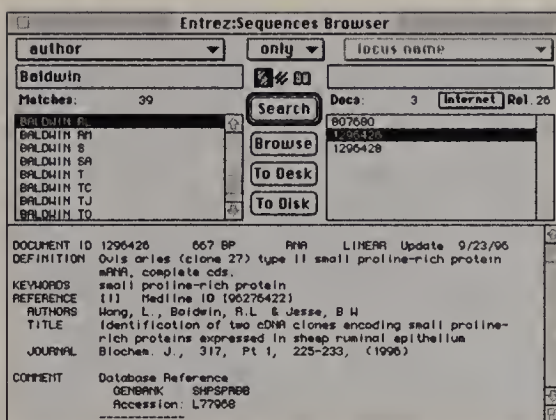 Entrez:Sequences Browser
author only locus name
Baldwin
Matches: 39 Search Docs: 3 Internet Rel. 26
BALDWIN RL
BALDWIN AM
BALDWIN S
BALDWIN SA
BALDWIN T
BALDWIN TC
BALDWIN TJ
BALDWIN TO
Browse
To Desk
To Disk
807680
1296426
1296428
DOCUMENT ID 1296426 667 BP RNA LINEAR Update 9/23/96
DEFINITION Ovis aries (clone 27) type II small proline-rich protein
mRNA, complete cds.
KEYWORDS small proline-rich protein
REFERENCE [1] Medline ID [96276422]
AUTHORS Wang, L., Baldwin, R.L & Jesse, B W
TITLE Identification of two cDNA clones encoding small proline-
rich proteins expressed in sheep ruminal epithelium
JOURNAL Biochem. J., 317, Pt 1, 225-233, (1996)
COMMENT Database Reference
GENBANK SHPSPRDB
Accession: L77968
------------